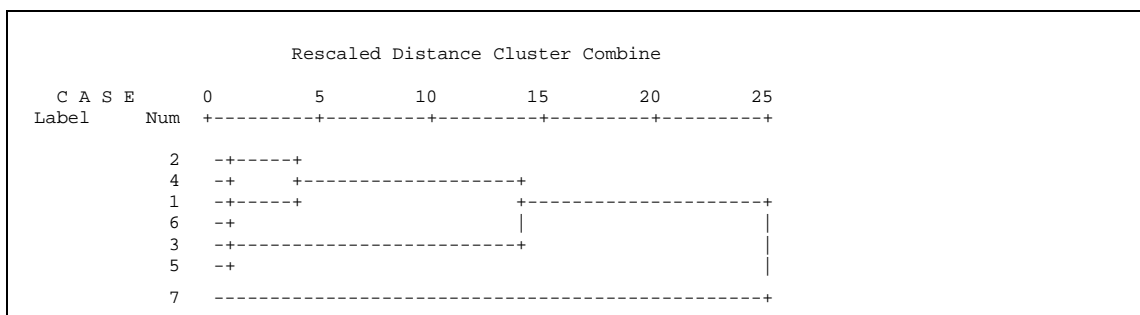 Rescaled Distance Cluster Combine
C A S E      0         5        10        15        20        25
Label     Num  +---------+---------+---------+---------+---------+
2   -+-----+
4   -+     +-------------------+
1   -+-----+                   +---------------------+
6   -+                         |                     |
3   -+-------------------------+                     |
5   -+                                               |
7   -------------------------------------------------+